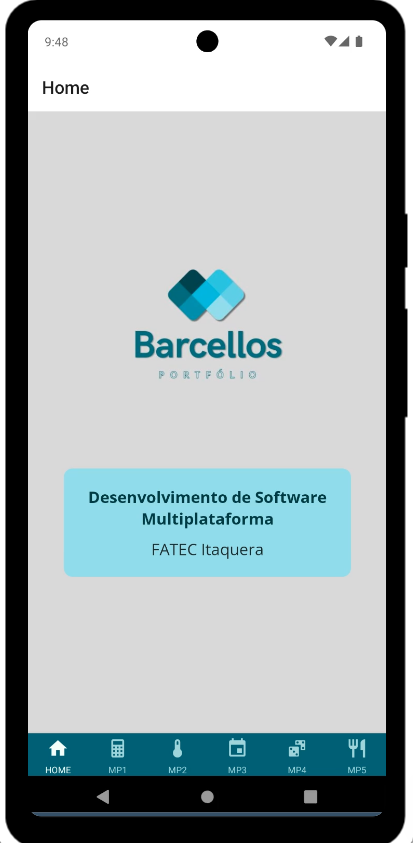 9:48
Home
Barcellos
PORTFÓLIO
Desenvolvimento de Software
Multiplataforma
FATEC Itaquera
HOME MP1 MP2 MP3 MP4 MP5